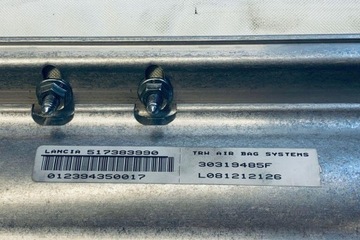 LANCIA 517383990
012394350017
TRW AIR BAG SYSTEMS
30319485F
L081212126